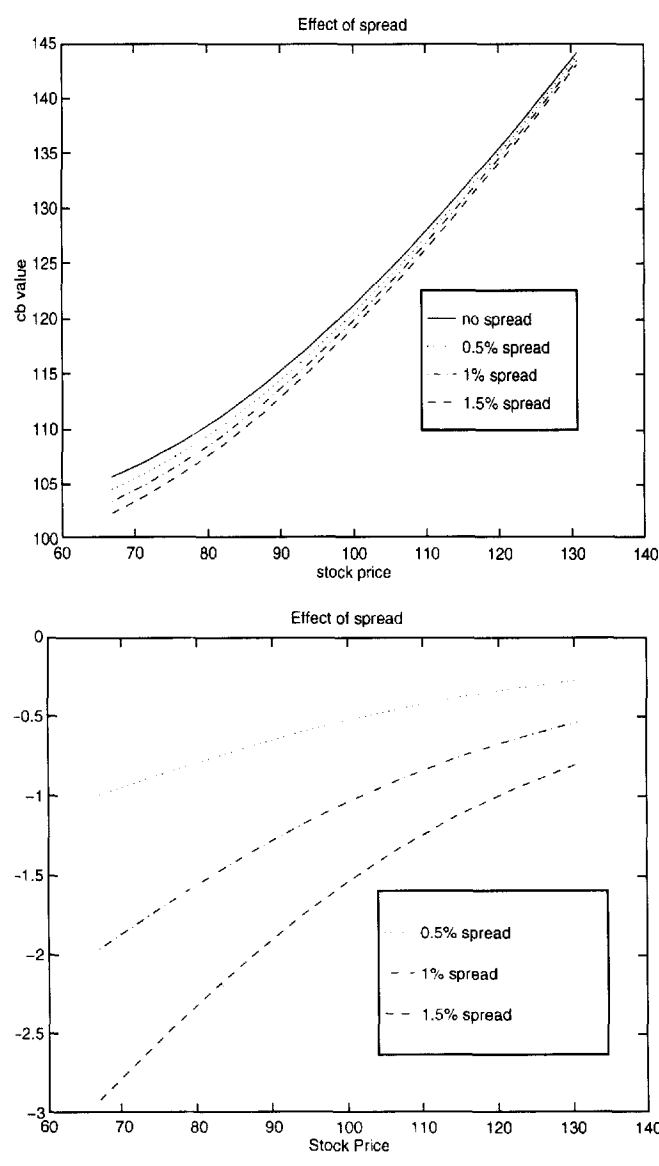 Effect of spread
145
140
135
130
125
120
115
110
105
100
cb value
no spread
0.5% spread
1% spread
1.5% spread
60 70 80 90 100 110 120 130 140
stock price
Effect of spread
0
-0.5
-1
-1.5
-2
-2.5
-3
0.5% spread
1% spread
1.5% spread
60 70 80 90 100 110 120 130 140
Stock Price